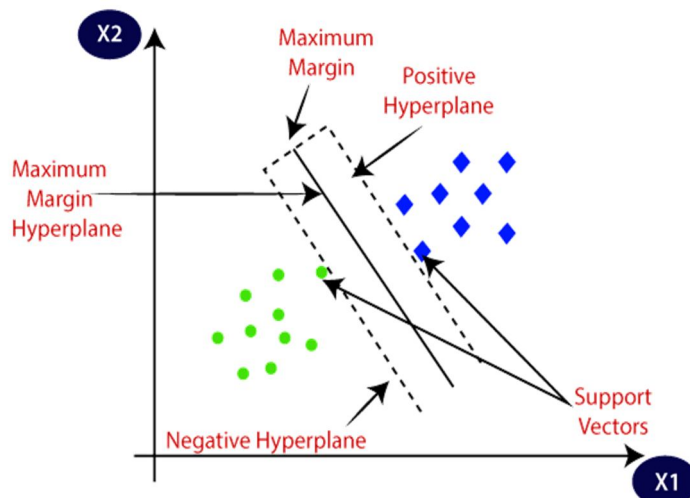 X2
Maximum
Margin
Positive
Hyperplane
Maximum
Margin
Hyperplane
Support
Vectors
Negative Hyperplane
X1